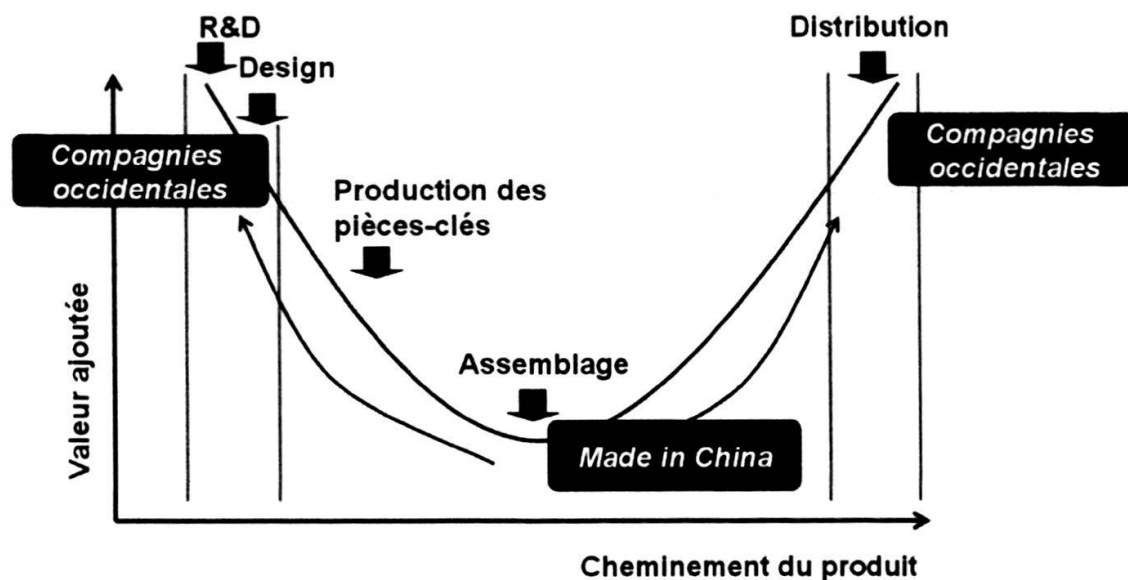 R&D
Design
Distribution
Compagnies
occidentales
Compagnies
occidentales
Production des
pièces-clés
Assemblage
Made in China
Valeur ajoutée
Cheminement du produit